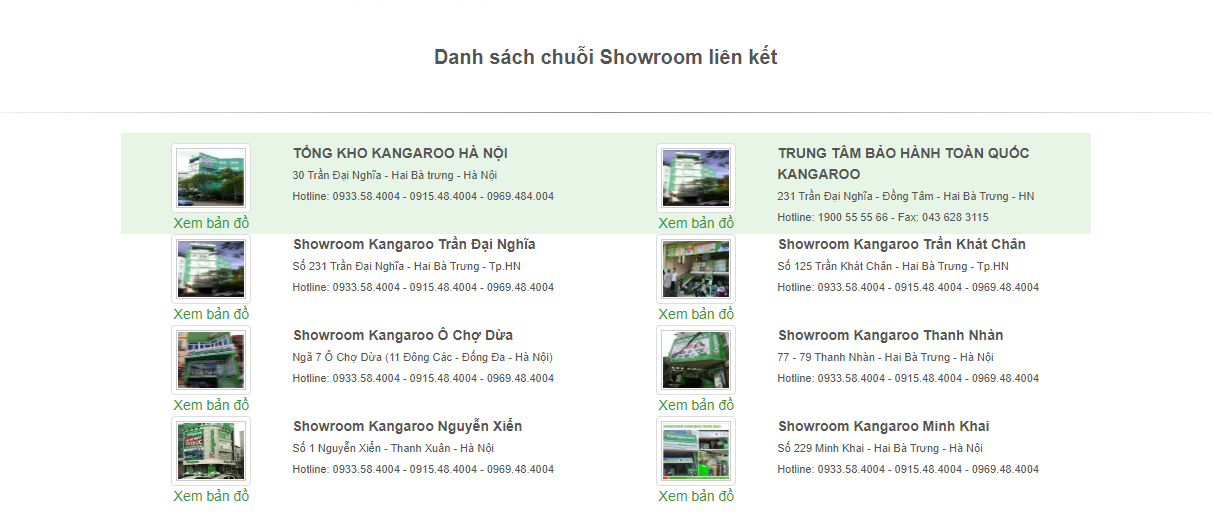 Danh sách chuỗi Showroom liên kết
TỔNG KHO KANGAROO HÀ NỘI
30 Trần Đại Nghĩa - Hai Bà trưng - Hà Nội
Hotline: 0933.58.4004 - 0915.48.4004 - 0969.484.004
Xem bản đồ
TRUNG TÂM BẢO HÀNH TOÀN QUỐC
KANGAROO
231 Trần Đại Nghĩa - Đồng Tâm - Hai Bà Trưng - HN
Hotline: 1900 55 55 66 - Fax: 043 628 3115
Xem bản đồ
Showroom Kangaroo Trần Đại Nghĩa
Số 231 Trần Đại Nghĩa - Hai Bà Trưng - Tp.HN
Hotline: 0933.58.4004 - 0915.48.4004 - 0969.48.4004
Xem bản đồ
Showroom Kangaroo Trần Khát Chân
Số 125 Trần Khát Chân - Hai Bà Trưng - Tp.HN
Hotline: 0933.58.4004 - 0915.48.4004 - 0969.48.4004
Xem bản đồ
Showroom Kangaroo Ô Chợ Dừa
Ngã 7 Ô Chợ Dừa (11 Đông Các - Đống Đa - Hà Nội)
Hotline: 0933.58.4004 - 0915.48.4004 - 0969.48.4004
Xem bản đồ
Showroom Kangaroo Thanh Nhàn
77 - 79 Thanh Nhàn - Hai Bà Trưng - Hà Nội
Hotline: 0933.58.4004 - 0915.48.4004 - 0969.48.4004
Xem bản đồ
Showroom Kangaroo Nguyễn Xiển
Số 1 Nguyễn Xiển - Thanh Xuân - Hà Nội
Hotline: 0933.58.4004 - 0915.48.4004 - 0969.48.4004
Xem bản đồ
Showroom Kangaroo Minh Khai
Số 229 Minh Khai - Hai Bà Trưng - Hà Nội
Hotline: 0933.58.4004 - 0915.48.4004 - 0969.48.4004
Xem bản đồ